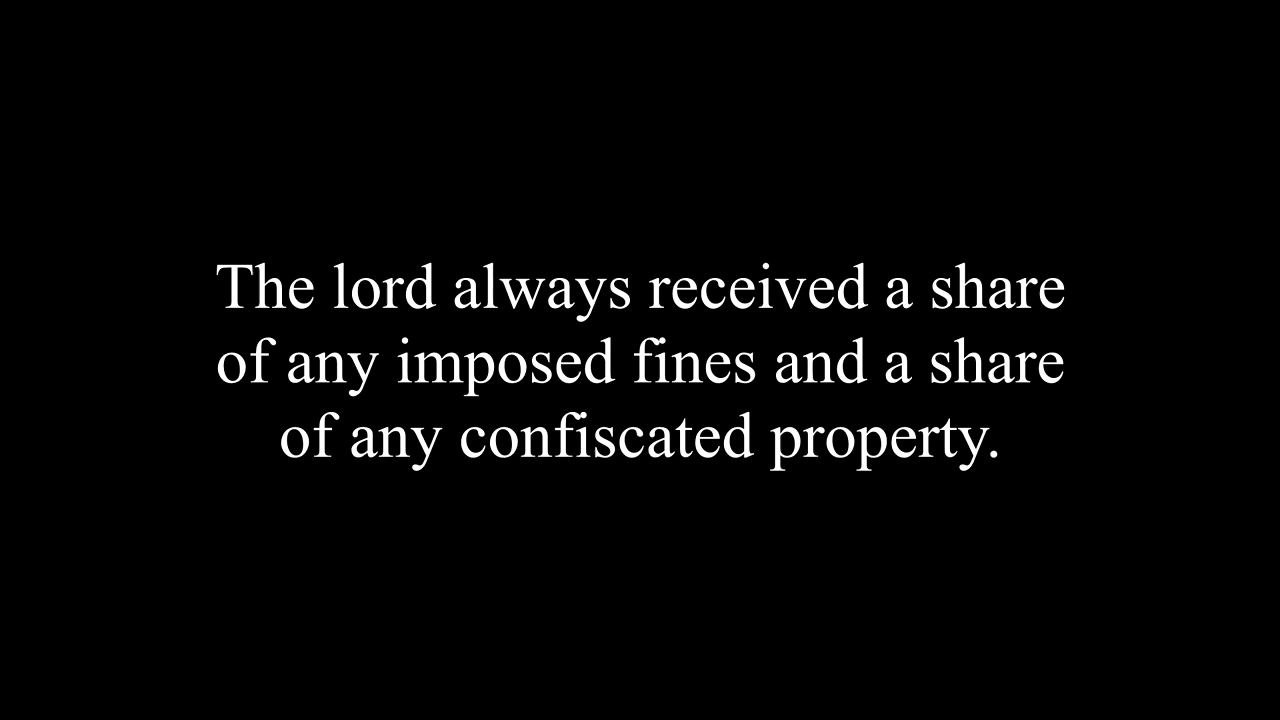 The lord always received a share
of any imposed fines and a share
of any confiscated property.